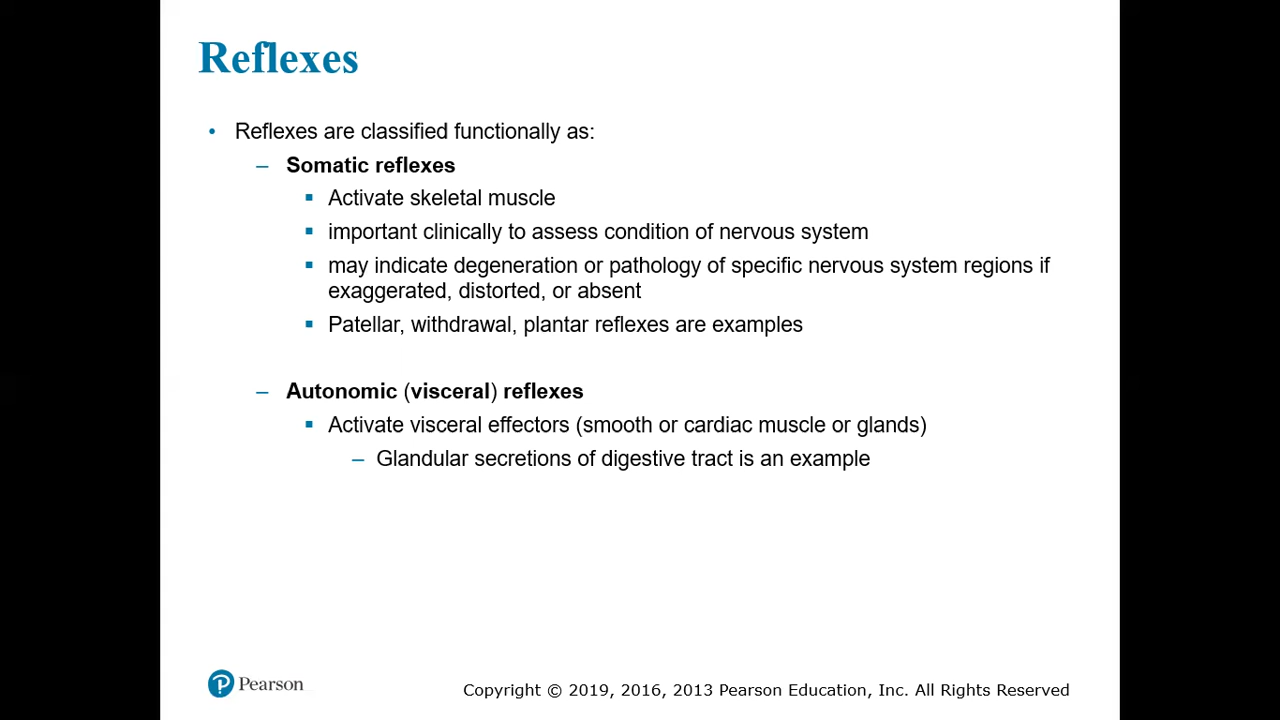 Reflexes
• Reflexes are classified functionally as:
– Somatic reflexes
▪ Activate skeletal muscle
▪ important clinically to assess condition of nervous system
▪ may indicate degeneration or pathology of specific nervous system regions if
exaggerated, distorted, or absent
▪ Patellar, withdrawal, plantar reflexes are examples
– Autonomic (visceral) reflexes
▪ Activate visceral effectors (smooth or cardiac muscle or glands)
– Glandular secretions of digestive tract is an example
P Pearson
Copyright © 2019, 2016, 2013 Pearson Education, Inc. All Rights Reserved